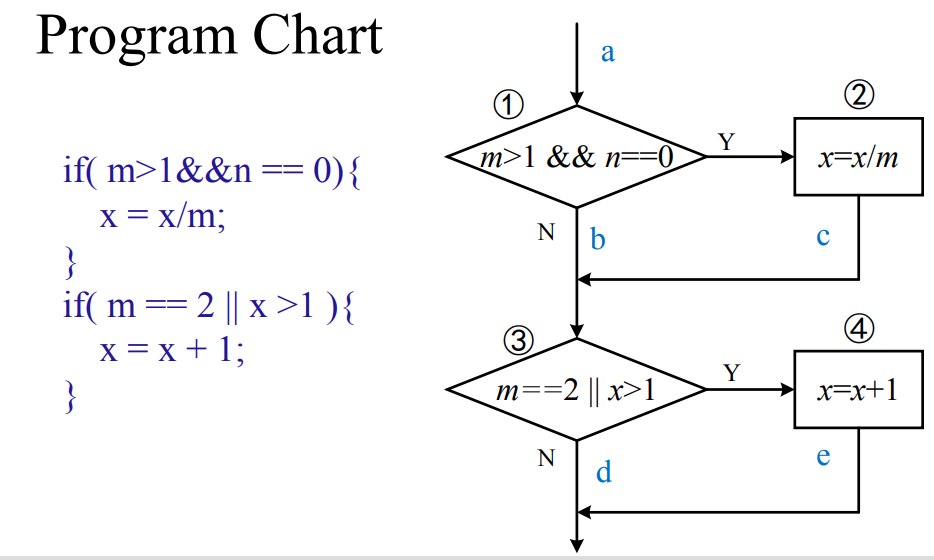 Program Chart
if( m>1&&n == 0){
x = x/m;
}
if( m == 2 || x >1 ){
x = x + 1;
}
a
①
m>1 && n==0
Y
②
x=x/m
N
b
c
③
m==2 || x>1
Y
④
x=x+1
N
d
e